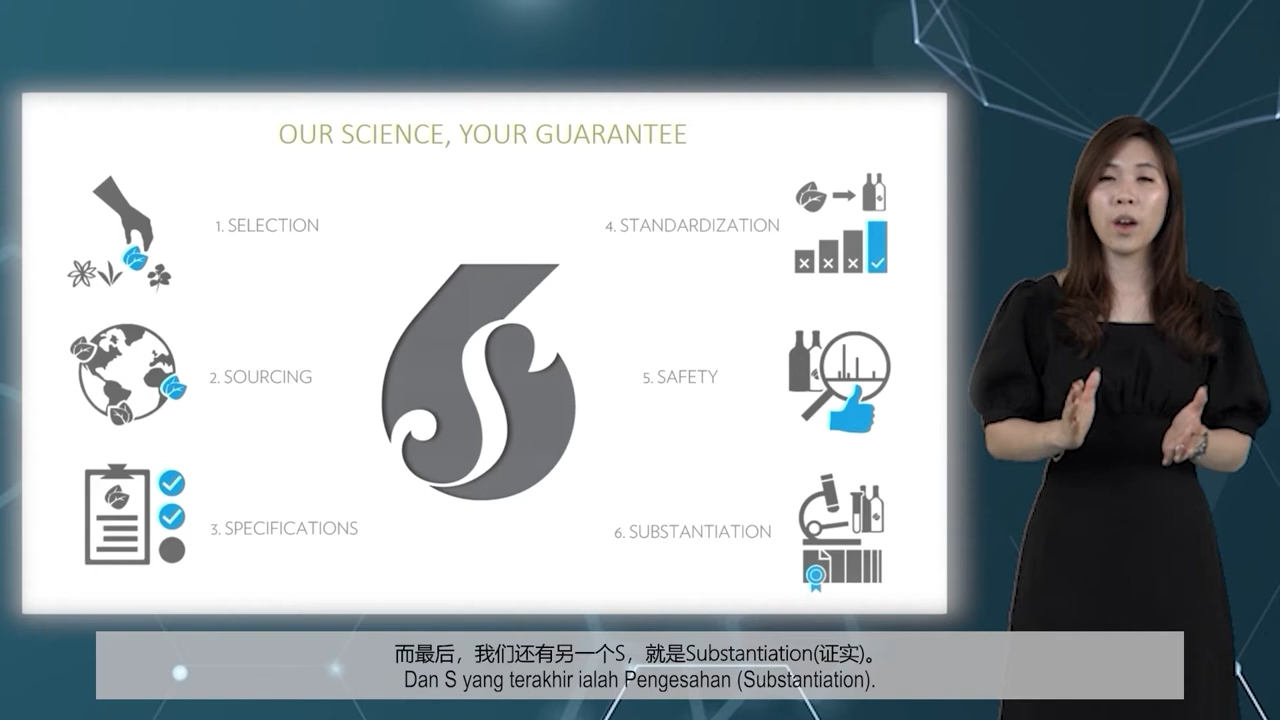 OUR SCIENCE, YOUR GUARANTEE
1. SELECTION
2. SOURCING
3. SPECIFICATIONS
6S
4. STANDARDIZATION
5. SAFETY
6. SUBSTANTIATION
而最后，我们还有另一个S，就是Substantiation(证实)。
Dan S yang terakhir ialah Pengesahan (Substantiation).